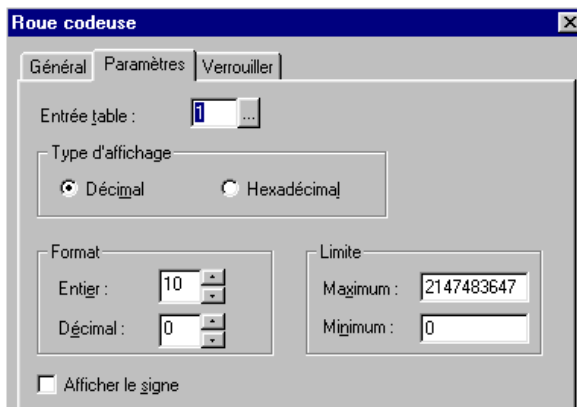 Roue codeuse
Général Paramètres Verrouiller
Entrée table : 1 ...
Type d'affichage
Décimal Hexadécimal
Format Limite
Entier : 10 Maximum : 2147483647
Décimal : 0 Minimum : 0
Afficher le signe